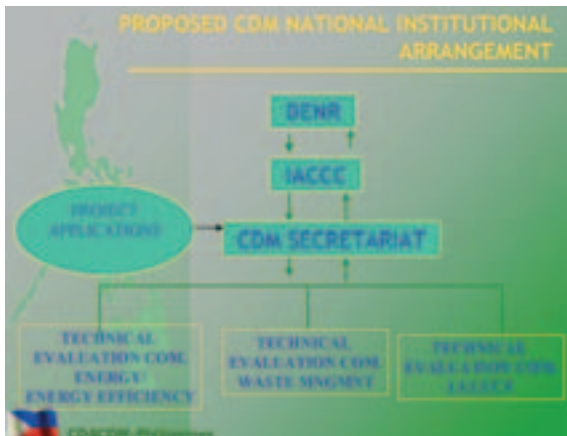 PROPOSED CDM NATIONAL INSTITUTIONAL
ARRANGEMENT
DENR
IACCC
PROJECT
APPLICATIONS
CDM SECRETARIAT
TECHNICAL
EVALUATION COM.
ENERGY/
ENERGY EFFICIENCY
TECHNICAL
EVALUATION COM.
WASTE MNGMNT
TECHNICAL
EVALUATION COM.